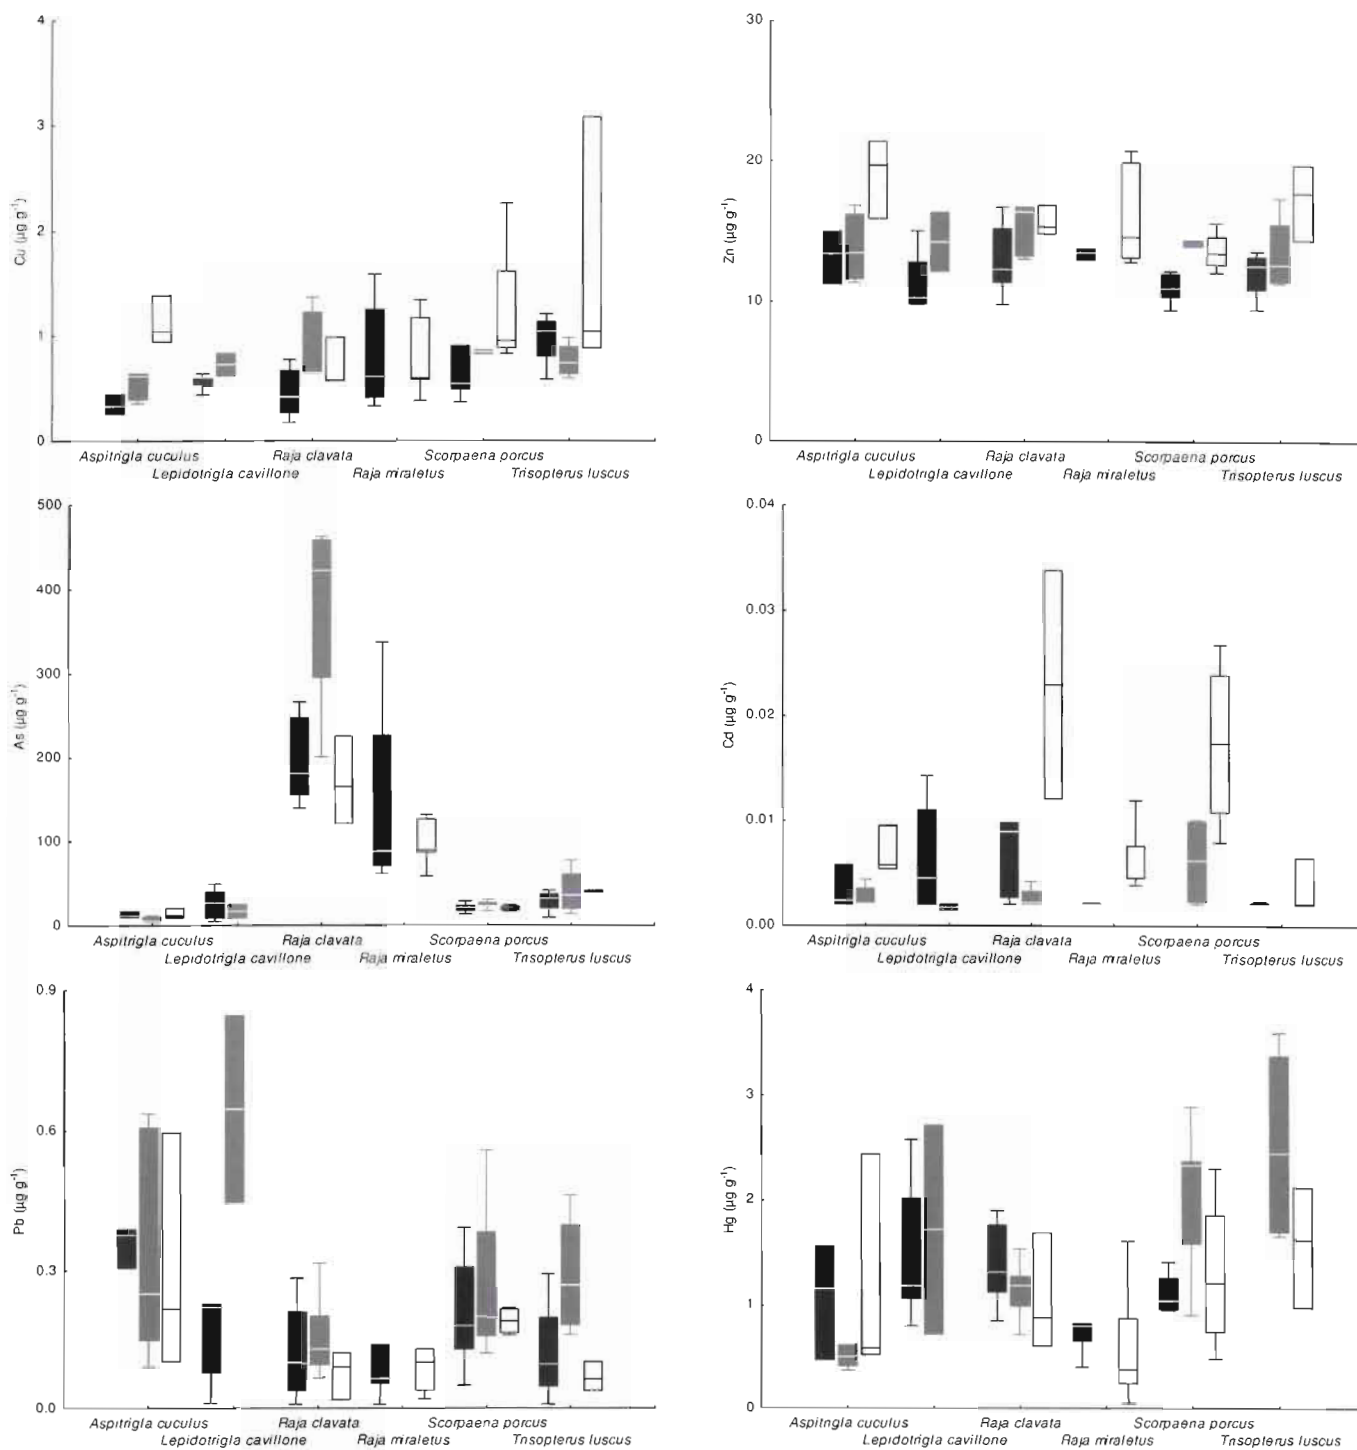 4
3
2
1
0
Cu (µg g-1)
Aspitrigla cuculus
Raja clavata
Scorpaena porcus
Lepidotrigla cavillone
Raja miraletus
Trisopterus luscus
30
20
10
0
Zn (µg g-1)
Aspitrigla cuculus
Raja clavata
Scorpaena porcus
Lepidotrigla cavillone
Raja miraletus
Trisopterus luscus
500
400
300
200
100
0
As (µg g-1)
Aspitrigla cuculus
Raja clavata
Scorpaena porcus
Lepidotrigla cavillone
Raja miraletus
Trisopterus luscus
0.04
0.03
0.02
0.01
0.00
Cd (µg g-1)
Aspitrigla cuculus
Raja clavata
Scorpaena porcus
Lepidotrigla cavillone
Raja miraletus
Trisopterus luscus
0.9
0.6
0.3
0.0
Pb (µg g-1)
Aspitrigla cuculus
Raja clavata
Scorpaena porcus
Lepidotrigla cavillone
Raja miraletus
Trisopterus luscus
4
3
2
1
0
Hg (µg g-1)
Aspitrigla cuculus
Raja clavata
Scorpaena porcus
Lepidotrigla cavillone
Raja miraletus
Trisopterus luscus